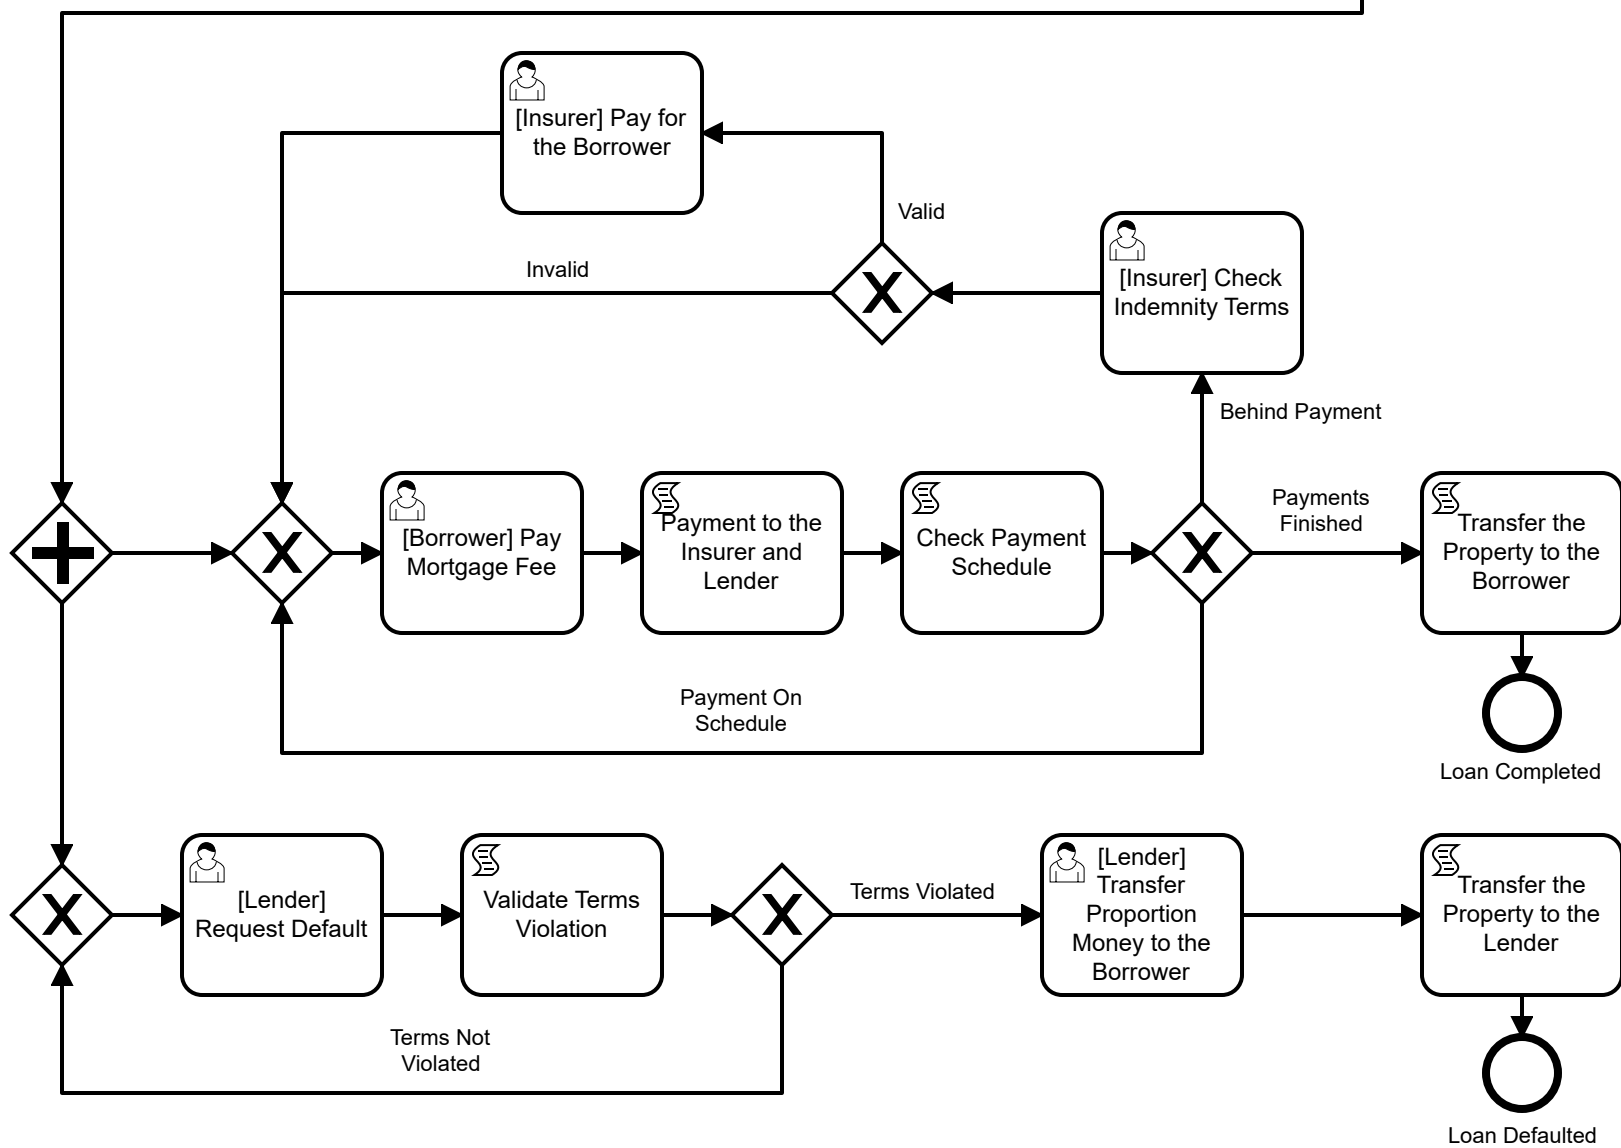 [Insurer] Pay for
the Borrower
Valid
Invalid
[Insurer] Check
Indemnity Terms
Behind Payment
[Borrower] Pay
Mortgage Fee
Payment to the
Insurer and
Lender
Check Payment
Schedule
Payments
Finished
Transfer the
Property to the
Borrower
Payment On
Schedule
Loan Completed
[Lender]
Request Default
Validate Terms
Violation
Terms Violated
[Lender]
Transfer
Proportion
Money to the
Borrower
Transfer the
Property to the
Lender
Terms Not
Violated
Loan Defaulted